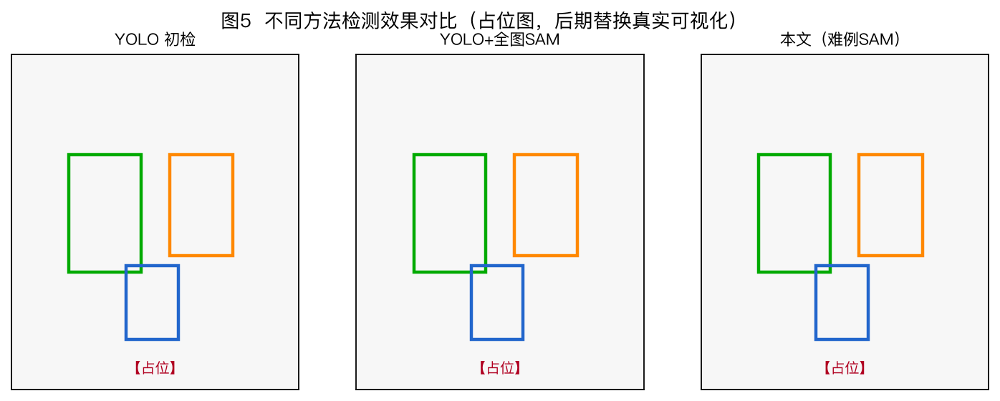 图5 不同方法检测效果对比（占位图，后期替换真实可视化）
YOLO 初检
YOLO+全图SAM
本文（难例SAM）
【占位】
【占位】
【占位】